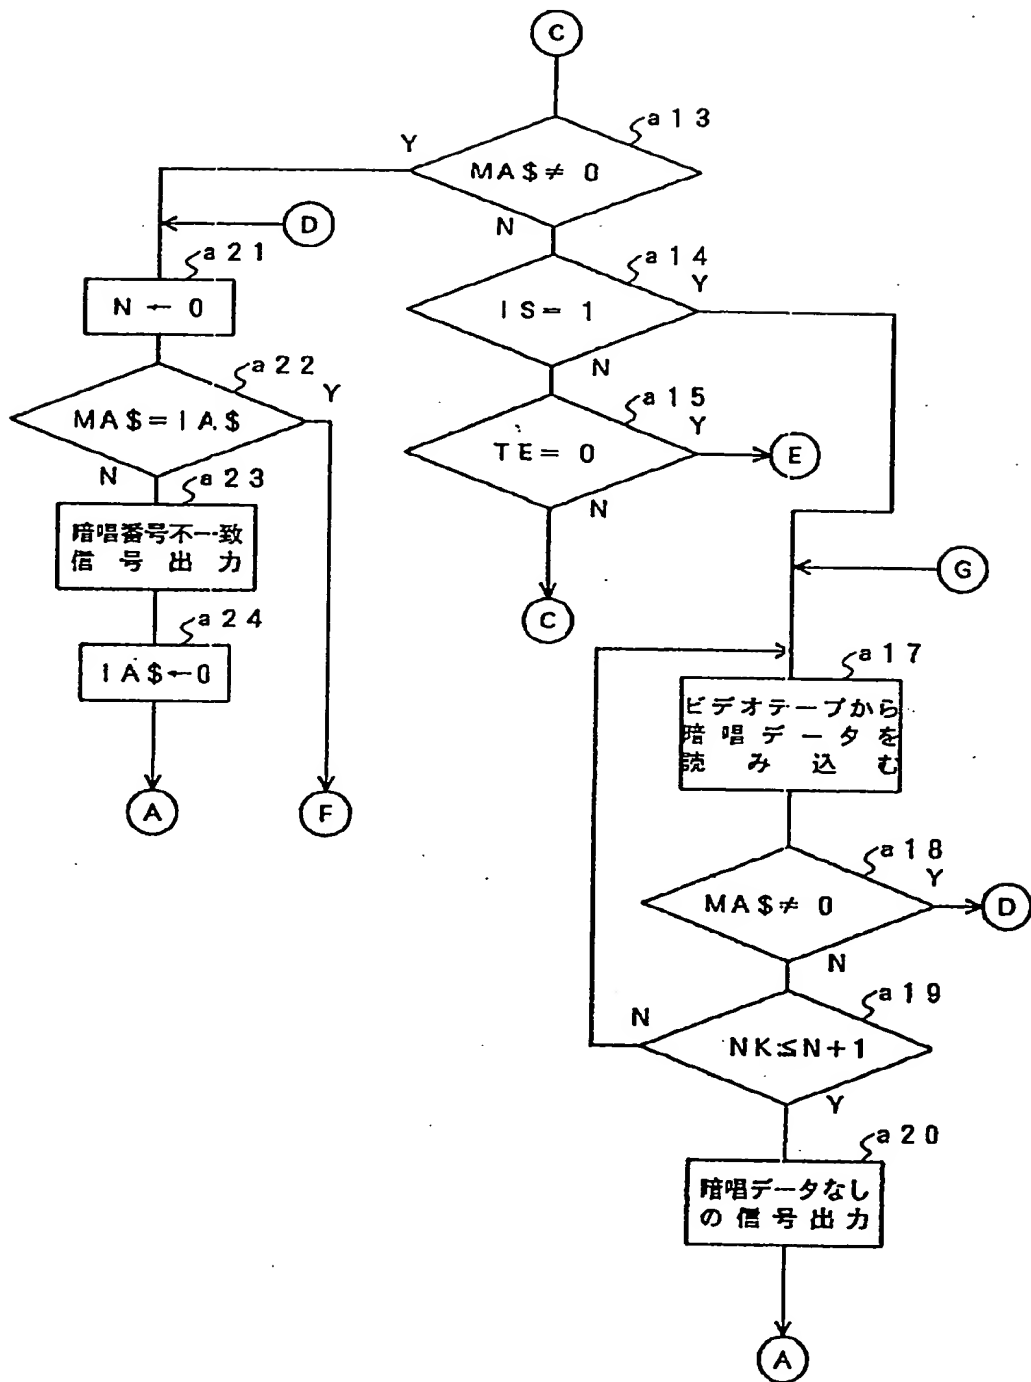 C
a13
Y
MA$≠0
N
D
a21
N←0
a14
Y
IS=1
N
a22
Y
MA$=IA$
N
a15
Y
TE=0
N
E
a23
暗唱番号不一致
信号出力
G
C
a24
IA$←0
A
F
a17
ビデオテープから
暗唱データを
読み込む
a18
Y
MA$≠0
N
D
a19
N
NK≤N+1
Y
a20
暗唱データなし
の信号出力
A